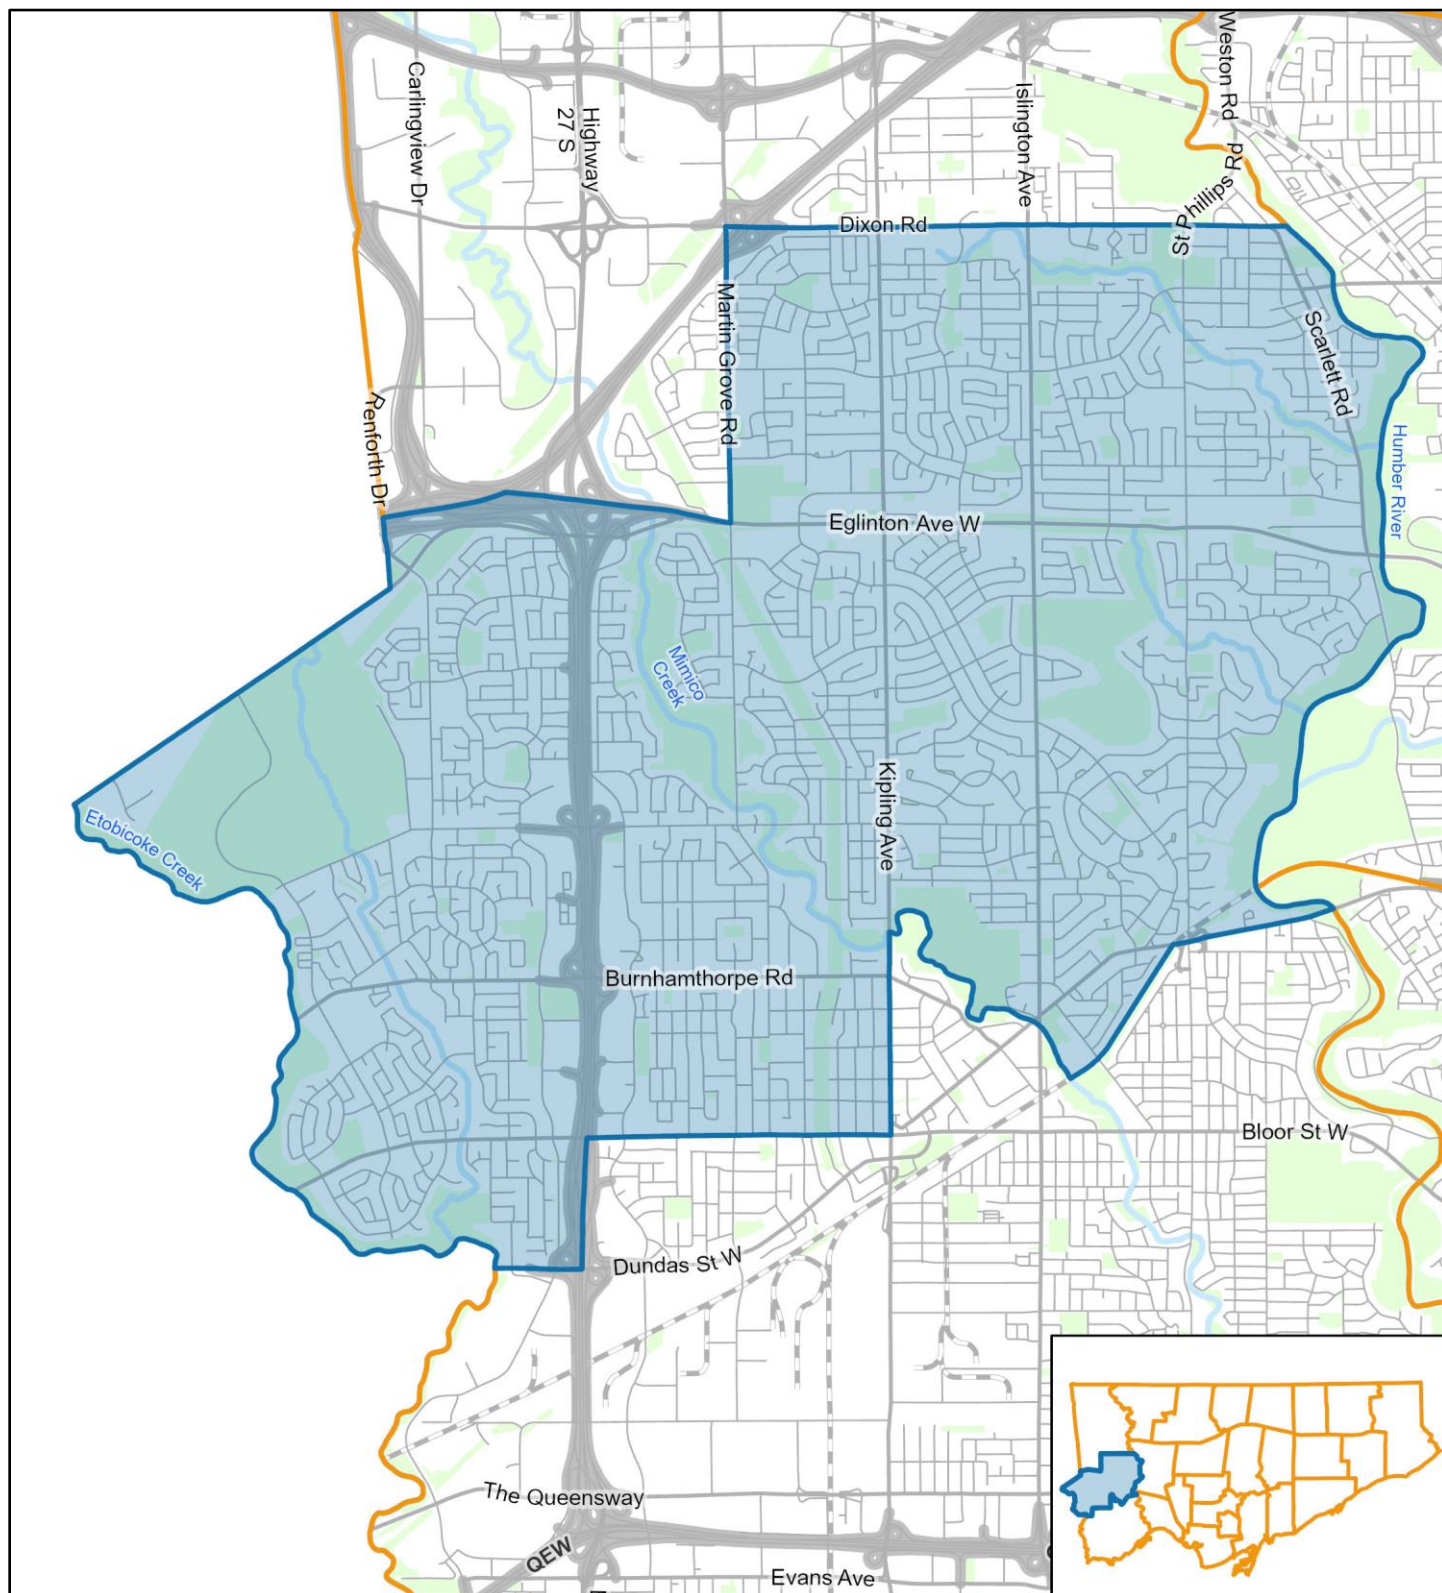 Weston Rd
Carlingview Dr
Highway
27 S
Islington Ave
St Phillips Rd
Dixon Rd
Martin Grove Rd
Scarlett Rd
Renforth Dr
Humber River
Eglinton Ave W
Mimico
Creek
Kipling Ave
Etobicoke Creek
Burnhamthorpe Rd
Bloor St W
Dundas St W
The Queensway
QEW
Evans Ave